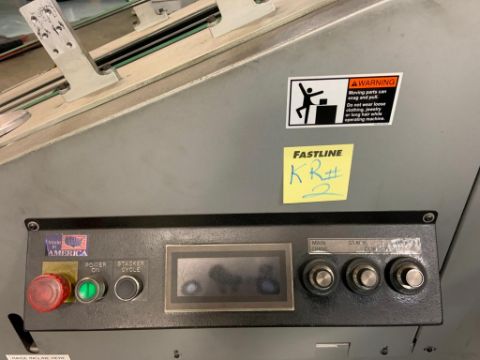 WARNING
Moving parts can
snag and pull.
Do not wear loose
clothing, jewelry
or long hair while
operating machine.
FASTLINE
KR#
2
AMERICA
POWER
ON
STACKER
CYCLE
MAIN